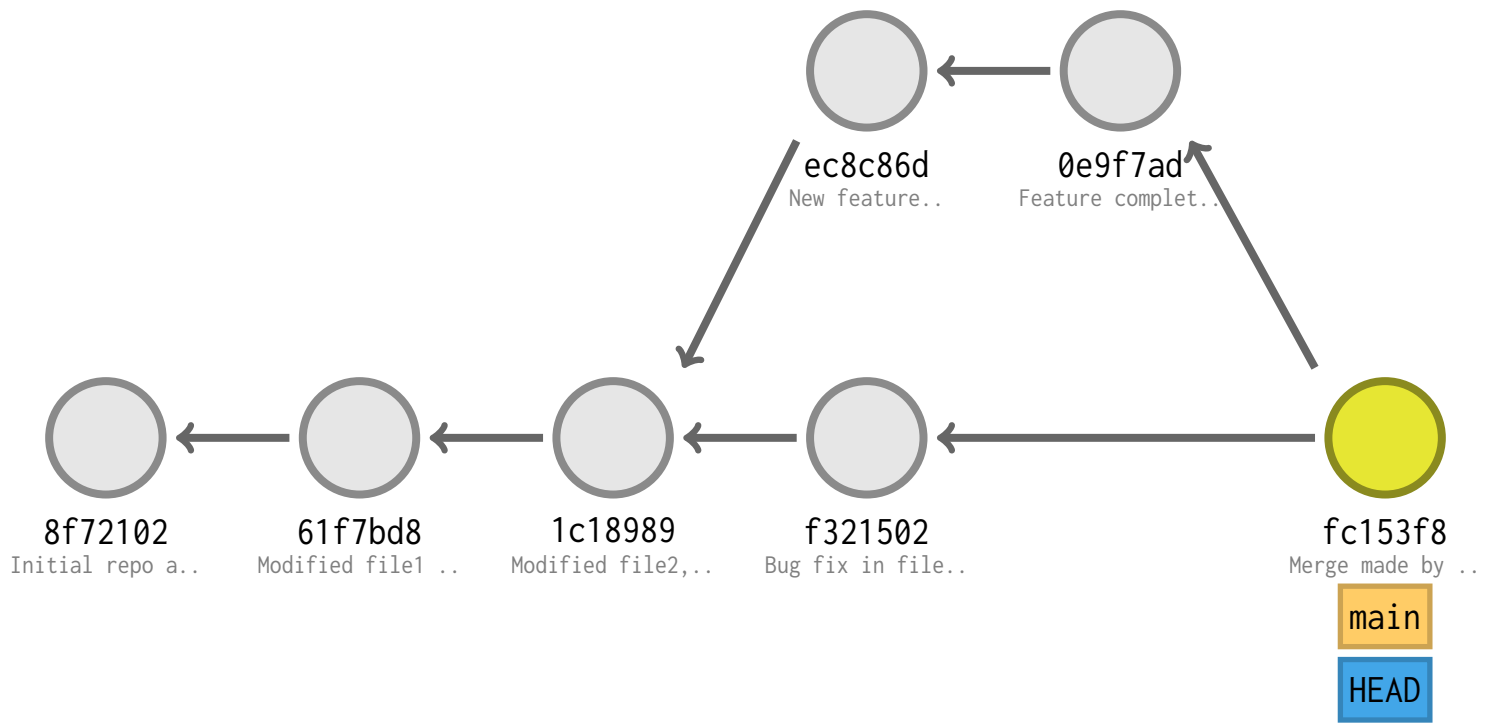 ec8c86d
New feature..
0e9f7ad
Feature complet..
8f72102
Initial repo a..
61f7bd8
Modified file1 ..
1c18989
Modified file2,..
f321502
Bug fix in file..
fc153f8
Merge made by ..
main
HEAD